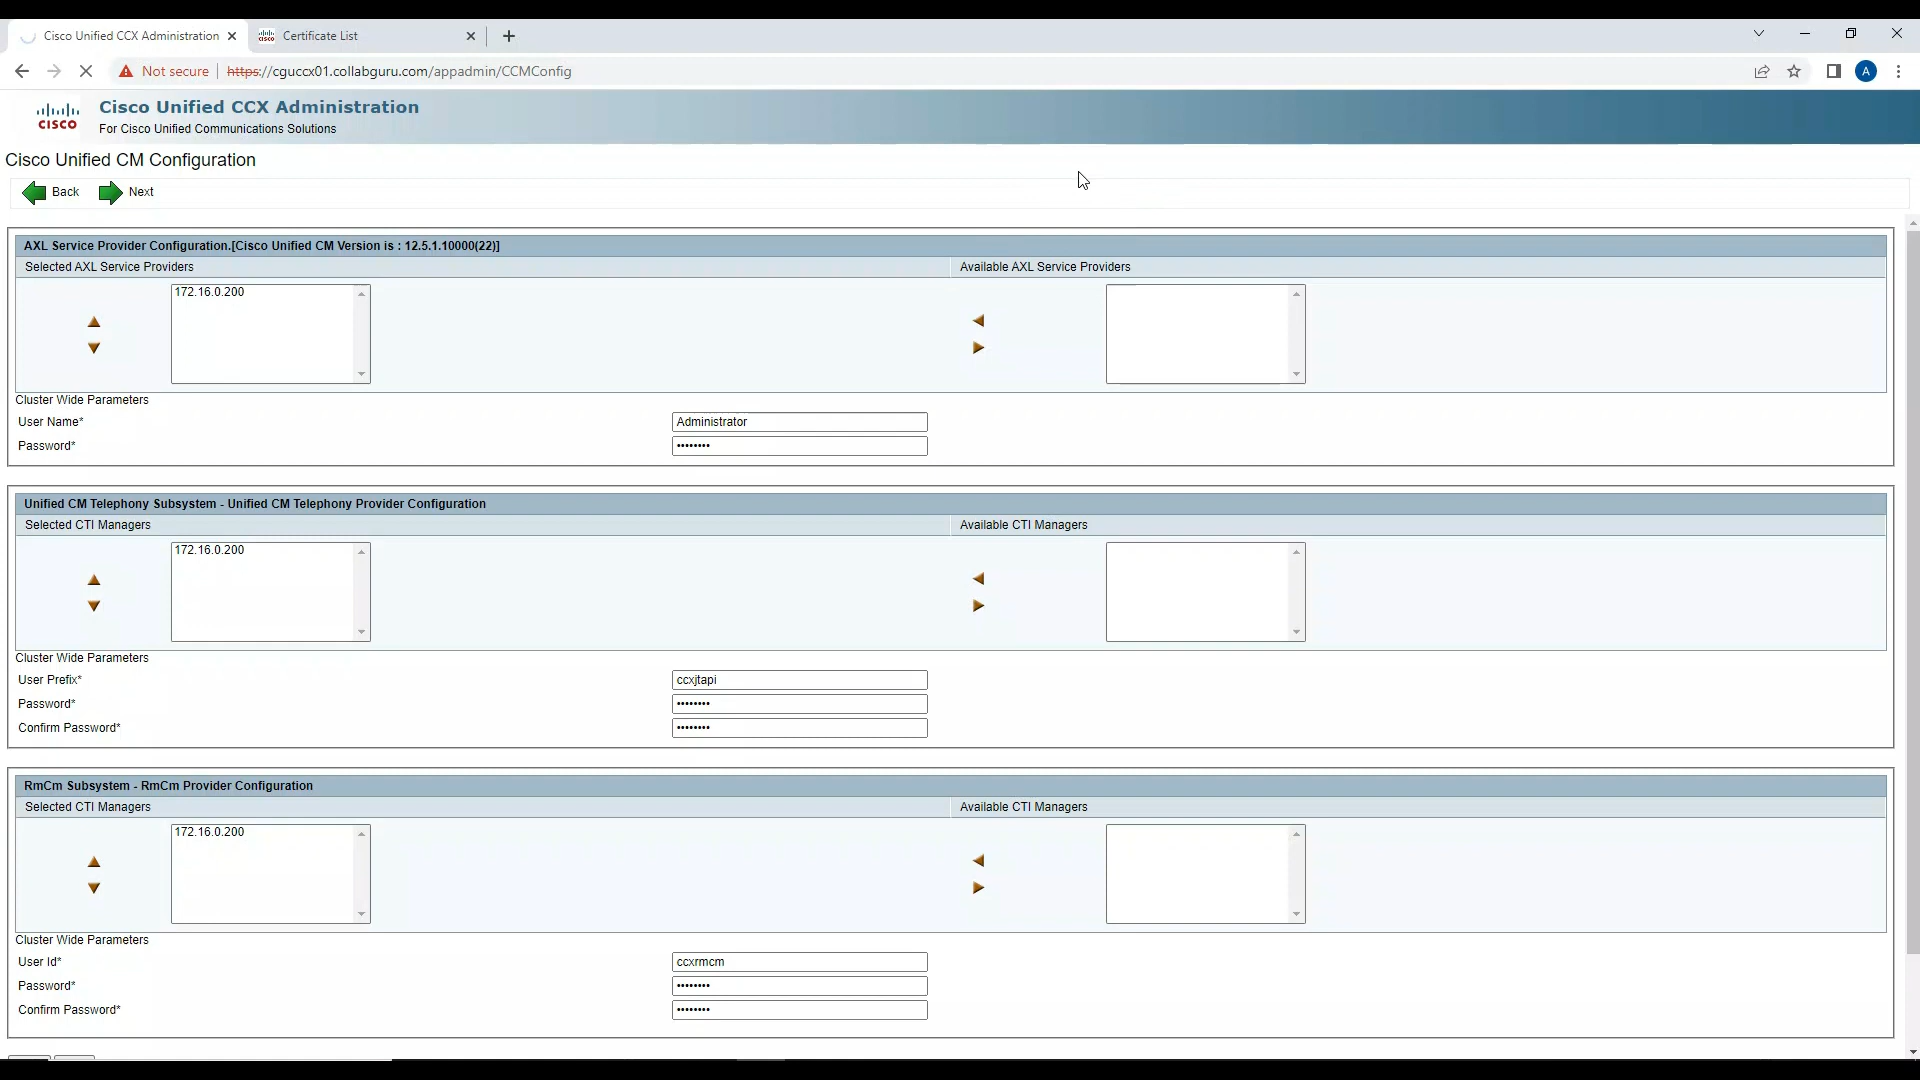 Cisco Unified CCX Administration
Certificate List
Not secure
https://cguccx01.collabguru.com/appadmin/CCMConfig
A
CISCO
Cisco Unified CCX Administration
For Cisco Unified Communications Solutions
Cisco Unified CM Configuration
Back Next
AXL Service Provider Configuration.[Cisco Unified CM Version is : 12.5.1.10000(22)]
Selected AXL Service Providers Available AXL Service Providers
172.16.0.200
Cluster Wide Parameters
User Name* Administrator
Password* ••••••••
Unified CM Telephony Subsystem - Unified CM Telephony Provider Configuration
Selected CTI Managers Available CTI Managers
172.16.0.200
Cluster Wide Parameters
User Prefix* ccxjtapi
Password* ••••••••
Confirm Password* ••••••••
RmCm Subsystem - RmCm Provider Configuration
Selected CTI Managers Available CTI Managers
172.16.0.200
Cluster Wide Parameters
User Id* ccxrmcm
Password* ••••••••
Confirm Password* ••••••••